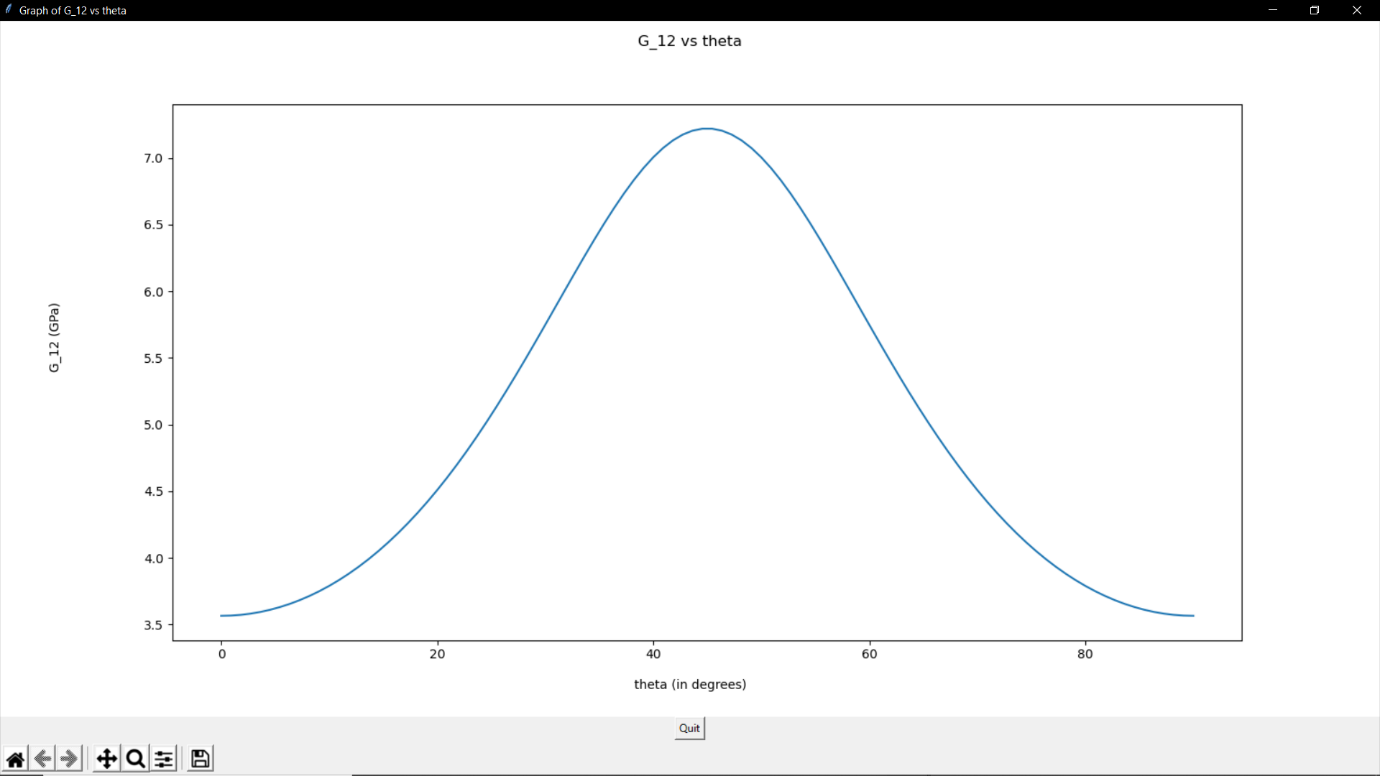 Graph of G_12 vs theta
G_12 vs theta
G_12 (GPa)
7.0
6.5
6.0
5.5
5.0
4.5
4.0
3.5
0 20 40 60 80
theta (in degrees)
Quit